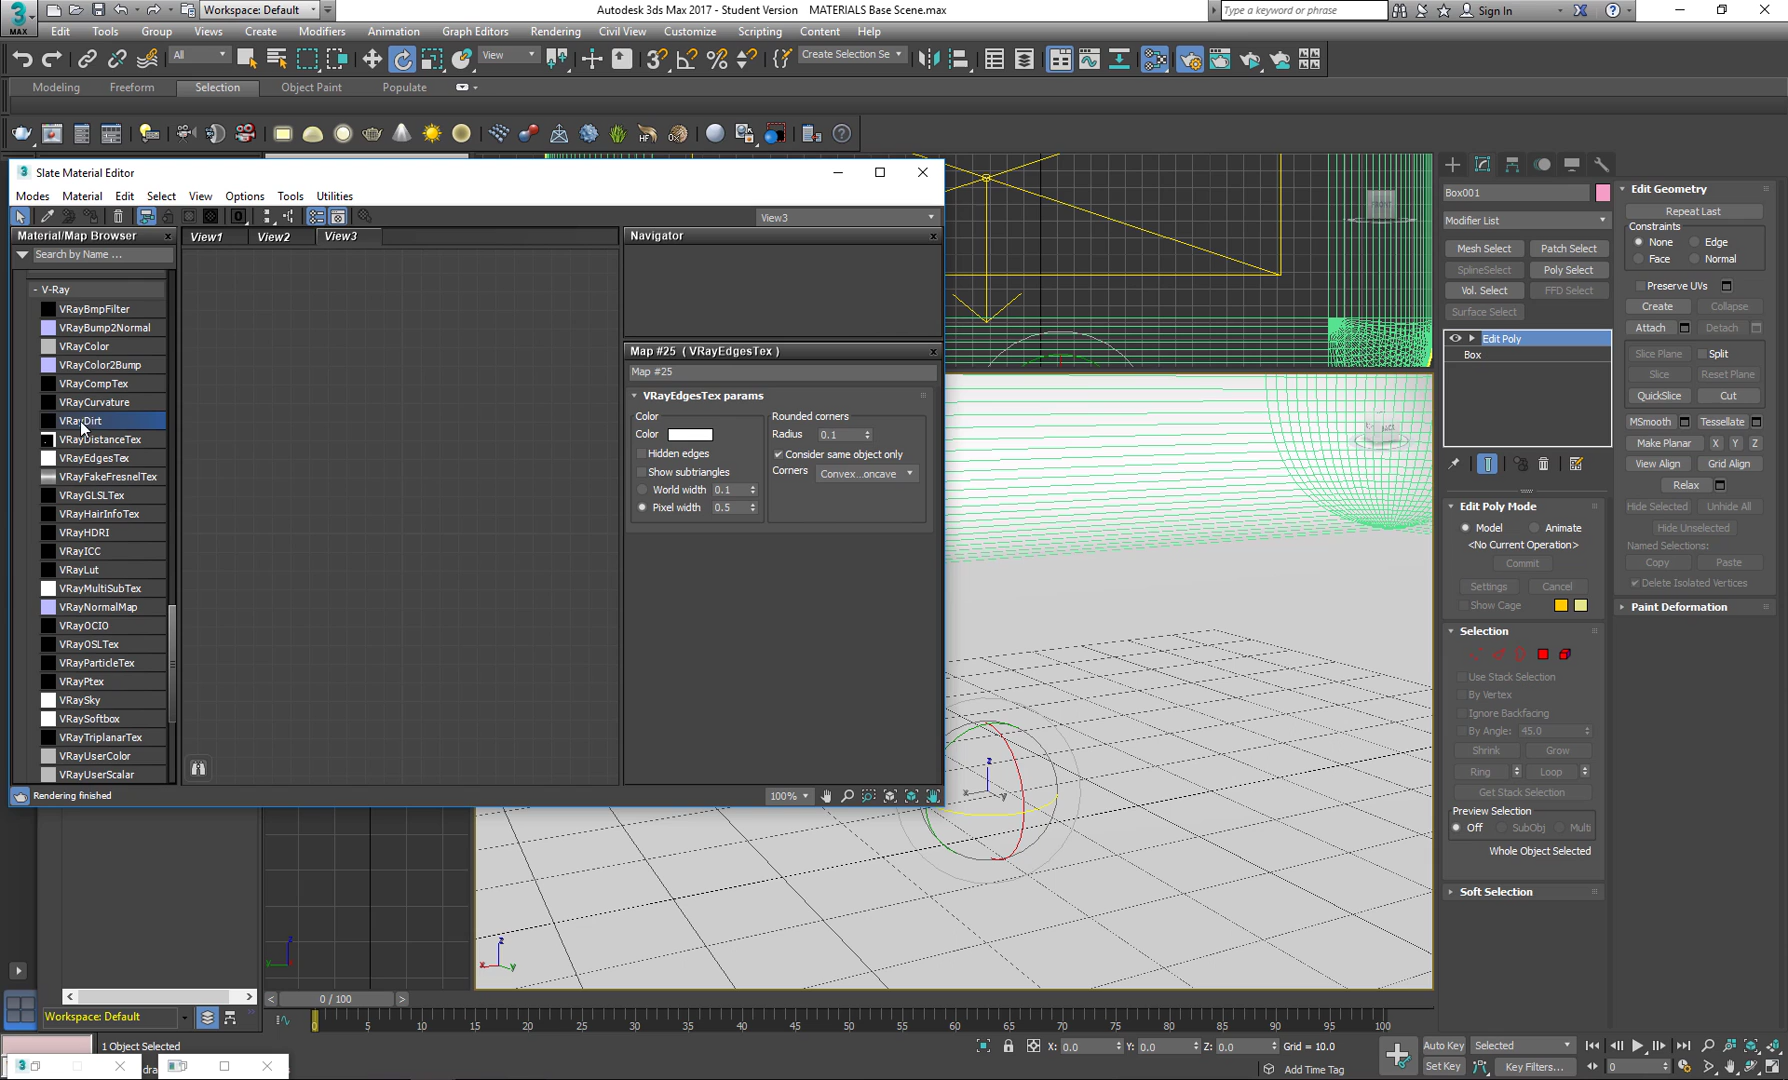 Workspace: Default
Autodesk 3ds Max 2017 - Student Version MATERIALS Base Scene.max
Type a keyword or phrase
Sign In
MAX
Edit Tools Group Views Create Modifiers Animation Graph Editors Rendering Civil View Customize Scripting Content Help
All
View
Create Selection Se
Modeling Freeform Selection Object Paint Populate
Slate Material Editor
Modes Material Edit Select View Options Tools Utilities
View3
Material/Map Browser
Search by Name ...
- V-Ray
VRayBmpFilter
VRayBump2Normal
VRayColor
VRayColor2Bump
VRayCompTex
VRayCurvature
VRayDirt
VRayDistanceTex
VRayEdgesTex
VRayFakeFresnelTex
VRayGLSLTex
VRayHairInfoTex
VRayHDRI
VRayICC
VRayLut
VRayMultiSubTex
VRayNormalMap
VRayOCIO
VRayOSLTex
VRayParticleTex
VRayPtex
VRaySky
VRaySoftbox
VRayTriplanarTex
VRayUserColor
VRayUserScalar
View1 View2 View3
Navigator
Map #25 ( VRayEdgesTex )
Map #25
VRayEdgesTex params
Color
Color
Hidden edges
Show subtriangles
World width 0.1
Pixel width 0.5
Rounded corners
Radius 0.1
Consider same object only
Corners Convex...oncave
Rendering finished
100%
FRONT
z
x
y
z
x
y
z
y
Box001
Modifier List
Mesh Select Patch Select
SplineSelect Poly Select
Vol. Select FFD Select
Surface Select
Edit Poly
Box
Edit Poly Mode
Model Animate
<No Current Operation>
Commit
Settings Cancel
Show Cage
Selection
Use Stack Selection
By Vertex
Ignore Backfacing
By Angle: 45.0
Shrink Grow
Ring Loop
Get Stack Selection
Preview Selection
Off SubObj Multi
Whole Object Selected
Soft Selection
Edit Geometry
Repeat Last
Constraints
None Edge
Face Normal
Preserve UVs
Create Collapse
Attach Detach
Slice Plane Split
Slice Reset Plane
QuickSlice Cut
MSmooth Tessellate
Make Planar X Y Z
View Align Grid Align
Relax
Hide Selected Unhide All
Hide Unselected
Named Selections:
Copy Paste
Delete Isolated Vertices
Paint Deformation
0 / 100
Workspace: Default
0 5 10 15 20 25 30 35 40 45 50 55 60 65 70 75 80 85 90 95 100
1 Object Selected
X: 0.0 Y: 0.0 Z: 0.0 Grid = 10.0
Add Time Tag
Auto Key Selected
Set Key Key Filters...
0